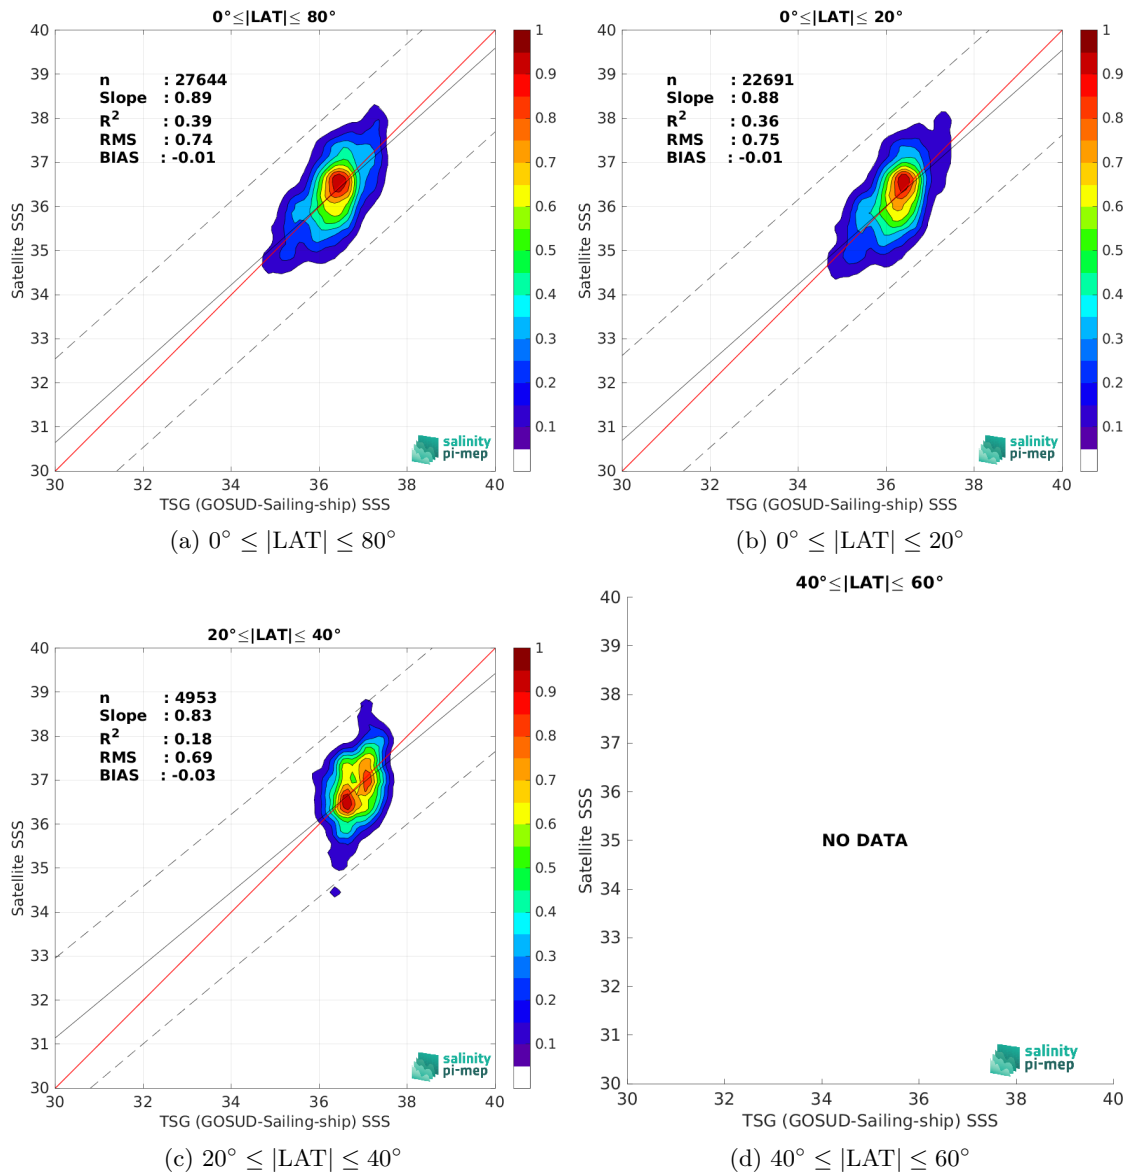 0°≤|LAT|≤ 80°
n : 27644
Slope : 0.89
R² : 0.39
RMS : 0.74
BIAS : -0.01
40
39
38
37
36
35
34
33
32
31
30
Satellite SSS
30 32 34 36 38 40
TSG (GOSUD-Sailing-ship) SSS
1
0.9
0.8
0.7
0.6
0.5
0.4
0.3
0.2
0.1
salinity
pi-mep
(a) 0° ≤ |LAT| ≤ 80°
0°≤|LAT|≤ 20°
n : 22691
Slope : 0.88
R² : 0.36
RMS : 0.75
BIAS : -0.01
40
39
38
37
36
35
34
33
32
31
30
Satellite SSS
30 32 34 36 38 40
TSG (GOSUD-Sailing-ship) SSS
1
0.9
0.8
0.7
0.6
0.5
0.4
0.3
0.2
0.1
salinity
pi-mep
(b) 0° ≤ |LAT| ≤ 20°
20°≤|LAT|≤ 40°
n : 4953
Slope : 0.83
R² : 0.18
RMS : 0.69
BIAS : -0.03
40
39
38
37
36
35
34
33
32
31
30
Satellite SSS
30 32 34 36 38 40
TSG (GOSUD-Sailing-ship) SSS
1
0.9
0.8
0.7
0.6
0.5
0.4
0.3
0.2
0.1
salinity
pi-mep
(c) 20° ≤ |LAT| ≤ 40°
40°≤|LAT|≤ 60°
40
39
38
37
36
35
34
33
32
31
30
Satellite SSS
NO DATA
30 32 34 36 38 40
TSG (GOSUD-Sailing-ship) SSS
salinity
pi-mep
(d) 40° ≤ |LAT| ≤ 60°